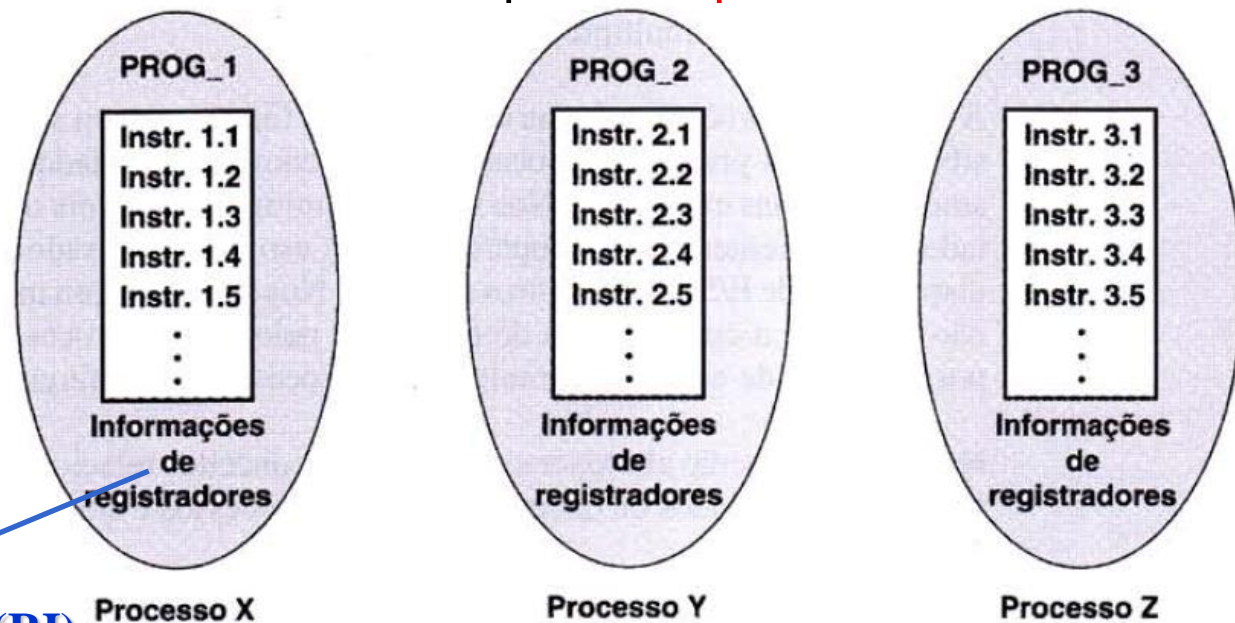 PROG_1
Instr. 1.1
Instr. 1.2
Instr. 1.3
Instr. 1.4
Instr. 1.5
Informações
de
registradores
Processo X
PROG_2
Instr. 2.1
Instr. 2.2
Instr. 2.3
Instr. 2.4
Instr. 2.5
Informações
de
registradores
Processo Y
PROG_3
Instr. 3.1
Instr. 3.2
Instr. 3.3
Instr. 3.4
Instr. 3.5
Informações
de
registradores
Processo Z